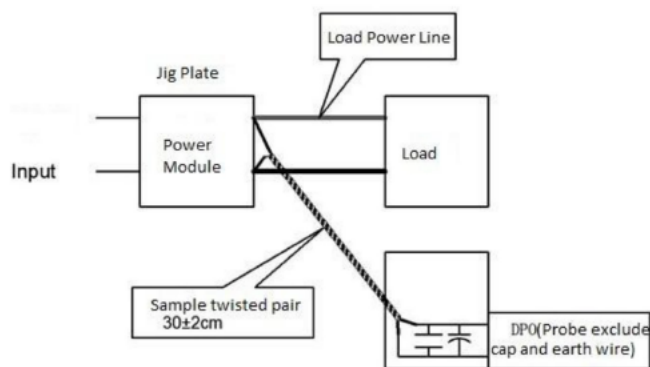 Load Power Line
Jig Plate
Power
Module
Load
Input
Sample twisted pair
30±2cm
DPO(Probe exclude
cap and earth wire)